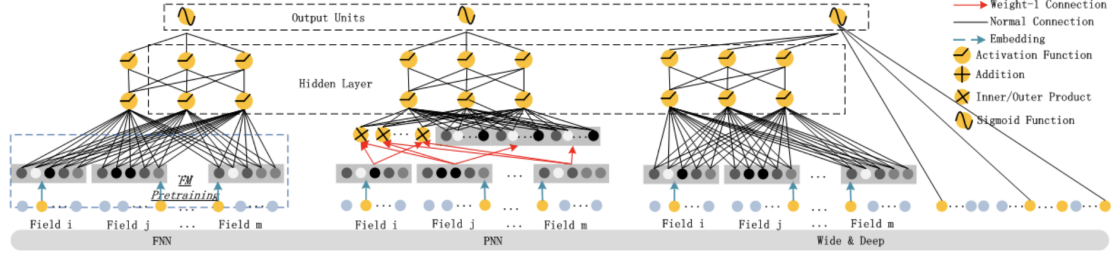 Output Units
Hidden Layer
Weight-1 Connection
Normal Connection
Embedding
Activation Function
Addition
Inner/Outer Product
Sigmoid Function
FM
Pretraining
Field i Field j ... Field m
Field i Field j ... Field m
Field i Field j ... Field m
FNN PNN Wide & Deep